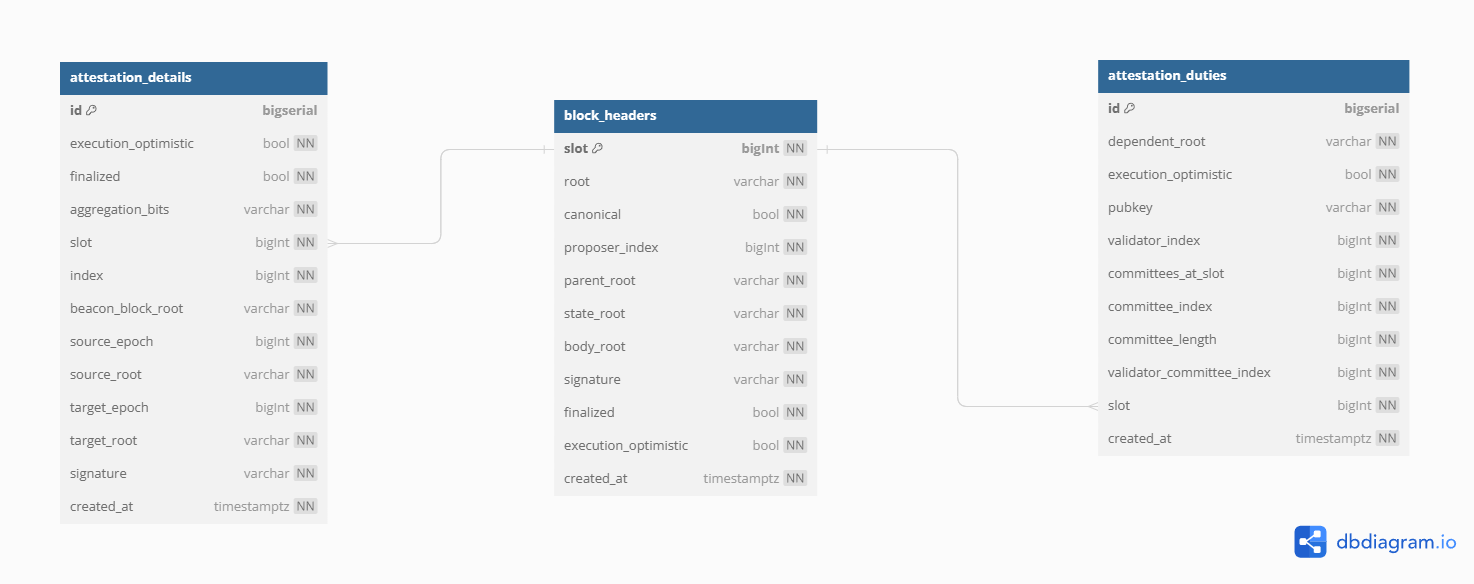 attestation_details
id bigserial
execution_optimistic bool NN
finalized bool NN
aggregation_bits varchar NN
slot bigInt NN
index bigInt NN
beacon_block_root varchar NN
source_epoch bigInt NN
source_root varchar NN
target_epoch bigInt NN
target_root varchar NN
signature varchar NN
created_at timestamptz NN
block_headers
slot bigInt NN
root varchar NN
canonical bool NN
proposer_index bigInt NN
parent_root varchar NN
state_root varchar NN
body_root varchar NN
signature varchar NN
finalized bool NN
execution_optimistic bool NN
created_at timestamptz NN
attestation_duties
id bigserial
dependent_root varchar NN
execution_optimistic bool NN
pubkey varchar NN
validator_index bigInt NN
committees_at_slot bigInt NN
committee_index bigInt NN
committee_length bigInt NN
validator_committee_index bigInt NN
slot bigInt NN
created_at timestamptz NN
dbdiagram.io